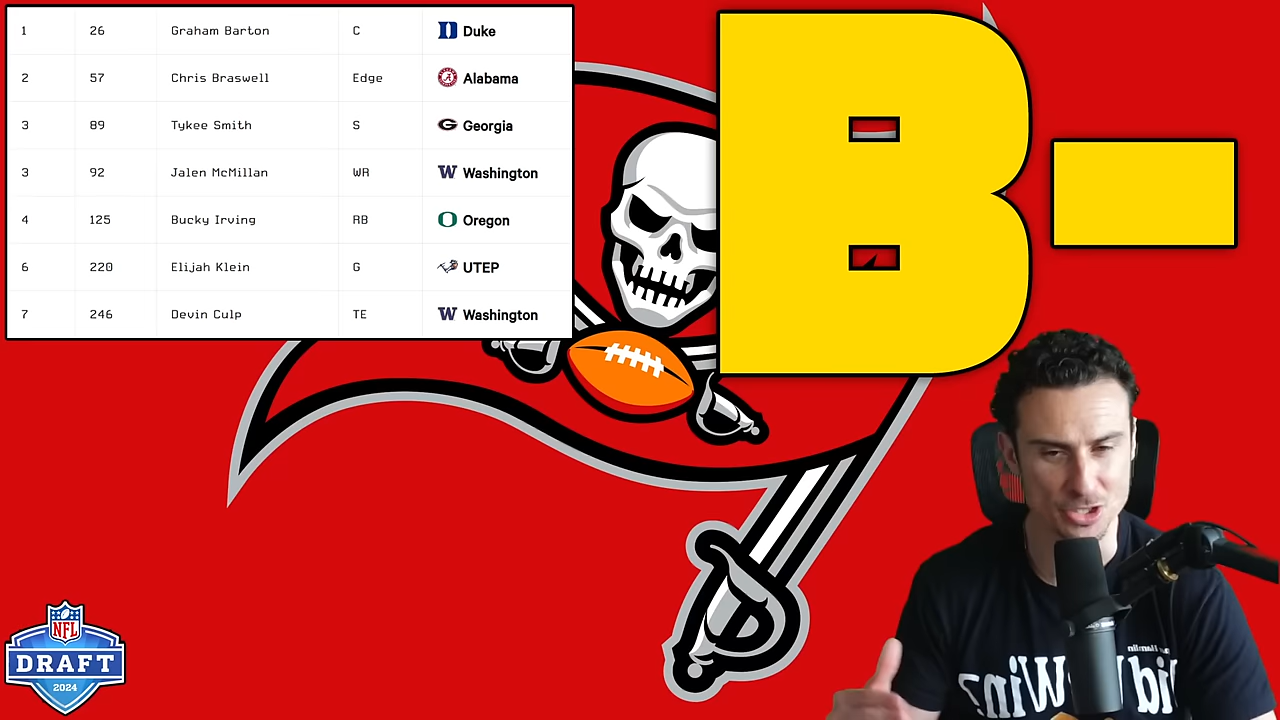 1 26 Graham Barton C Duke
2 57 Chris Braswell Edge Alabama
3 89 Tykee Smith S Georgia
3 92 Jalen McMillan WR Washington
4 125 Bucky Irving RB Oregon
6 220 Elijah Klein G UTEP
7 246 Devin Culp TE Washington
B-
NFL
DRAFT
2024